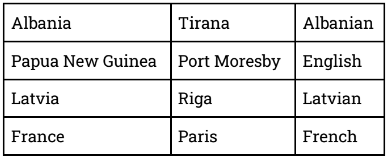 Albania Tirana Albanian
Papua New Guinea Port Moresby English
Latvia Riga Latvian
France Paris French